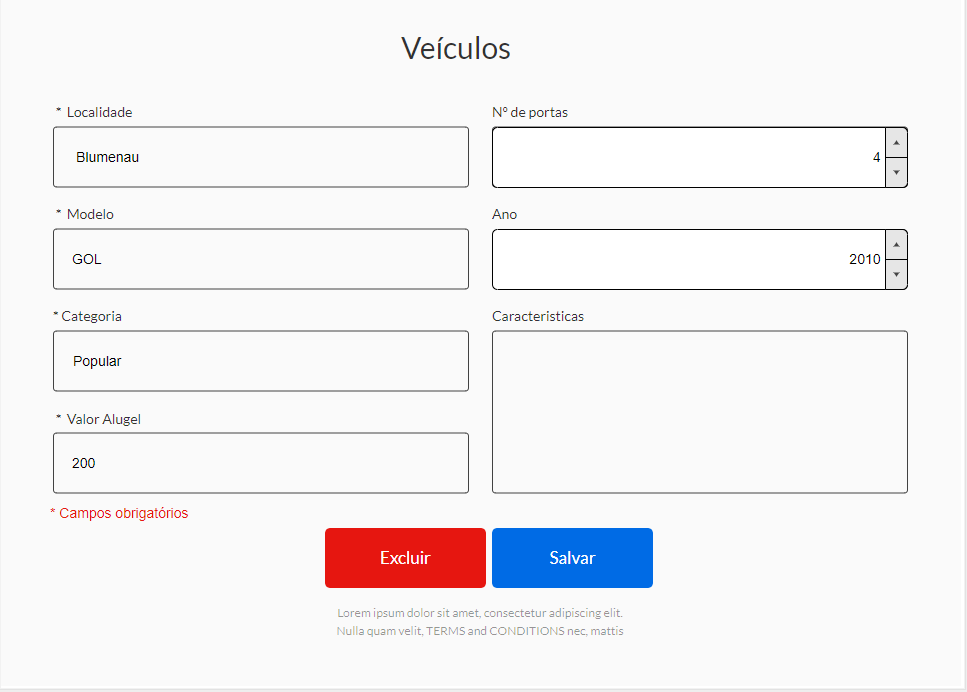 Veículos
* Localidade
Blumenau
Nº de portas
4
* Modelo
GOL
Ano
2010
* Categoria
Popular
Caracteristicas
* Valor Alugel
200
* Campos obrigatórios
Excluir
Salvar
Lorem ipsum dolor sit amet, consectetur adipiscing elit.
Nulla quam velit, TERMS and CONDITIONS nec, mattis